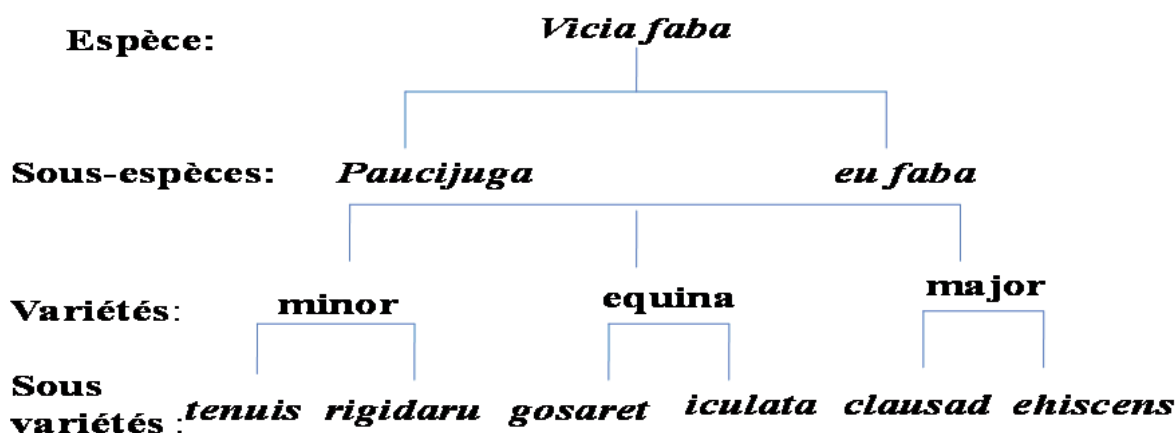 Espèce: Vicia faba
Sous-espèces: Paucijuga eu faba
Variétés: minor equina major
Sous
variétés : tenuis rigidaru gosaret iculata clausad ehiscens